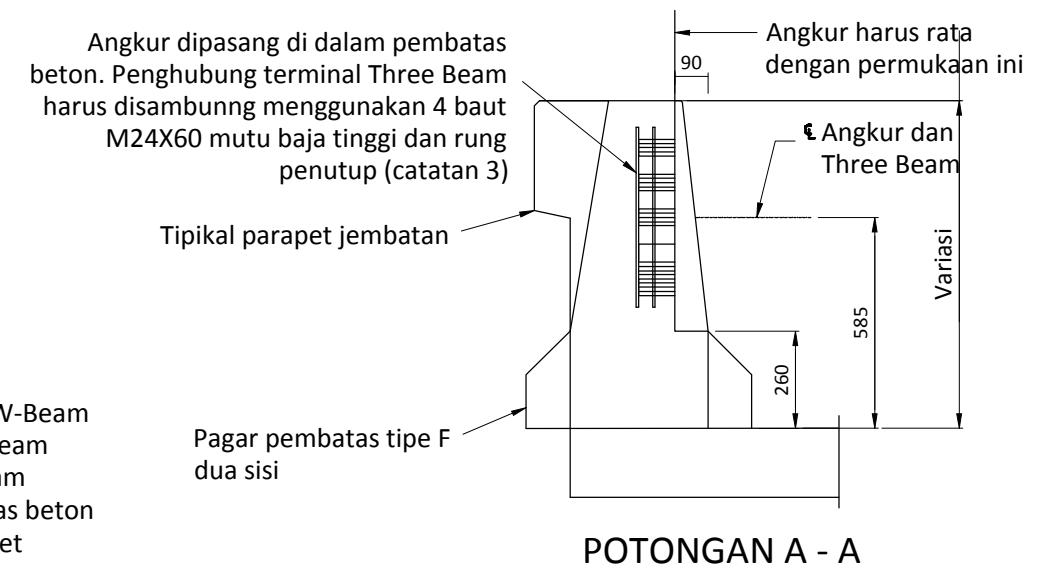 Angkur dipasang di dalam pembatas
beton. Penghubung terminal Three Beam
harus disambunng menggunakan 4 baut
M24X60 mutu baja tinggi dan rung
penutup (catatan 3)
Angkur harus rata
dengan permukaan ini
90
℄ Angkur dan
Three Beam
Tipikal parapet jembatan
Variasi
585
260
Pagar pembatas tipe F
dua sisi
W-Beam
eam
am
as beton
et
POTONGAN A - A